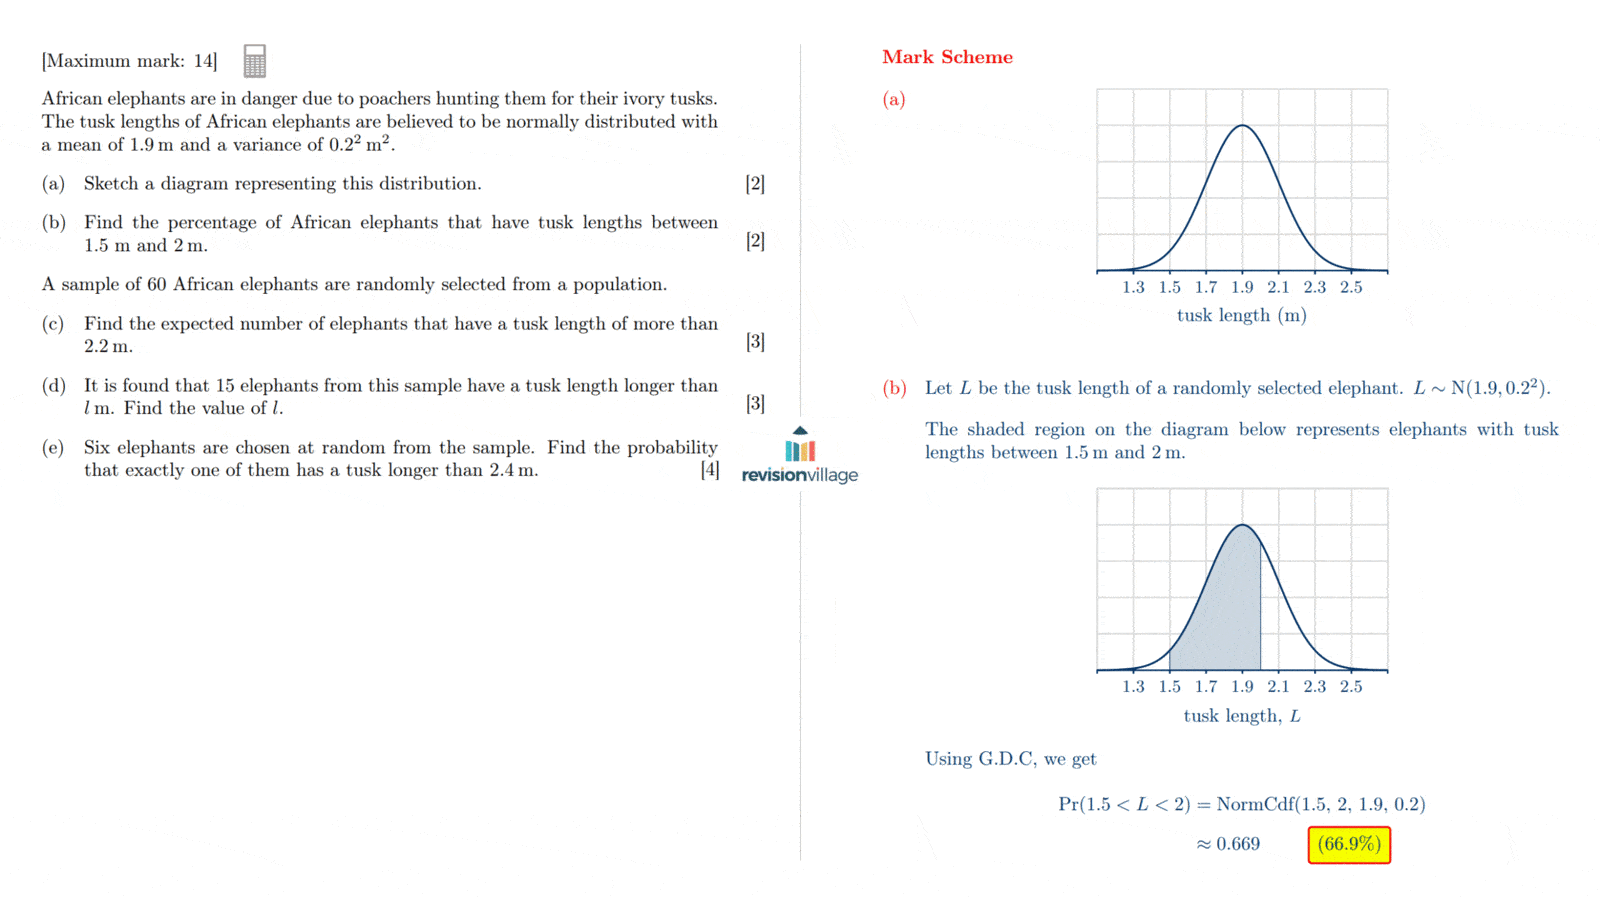 [Maximum mark: 14]
African elephants are in danger due to poachers hunting them for their ivory tusks.
The tusk lengths of African elephants are believed to be normally distributed with
a mean of 1.9 m and a variance of 0.2² m².
(a) Sketch a diagram representing this distribution. [2]
(b) Find the percentage of African elephants that have tusk lengths between
1.5 m and 2 m. [2]
A sample of 60 African elephants are randomly selected from a population.
(c) Find the expected number of elephants that have a tusk length of more than
2.2 m. [3]
(d) It is found that 15 elephants from this sample have a tusk length longer than
l m. Find the value of l. [3]
(e) Six elephants are chosen at random from the sample. Find the probability
that exactly one of them has a tusk longer than 2.4 m. [4]
revisionvillage
Mark Scheme
(a)
1.3 1.5 1.7 1.9 2.1 2.3 2.5
tusk length (m)
(b) Let L be the tusk length of a randomly selected elephant. L ∼ N(1.9, 0.2²).
The shaded region on the diagram below represents elephants with tusk
lengths between 1.5 m and 2 m.
1.3 1.5 1.7 1.9 2.1 2.3 2.5
tusk length, L
Using G.D.C, we get
Pr(1.5 < L < 2) = NormCdf(1.5, 2, 1.9, 0.2)
≈ 0.669 (66.9%)